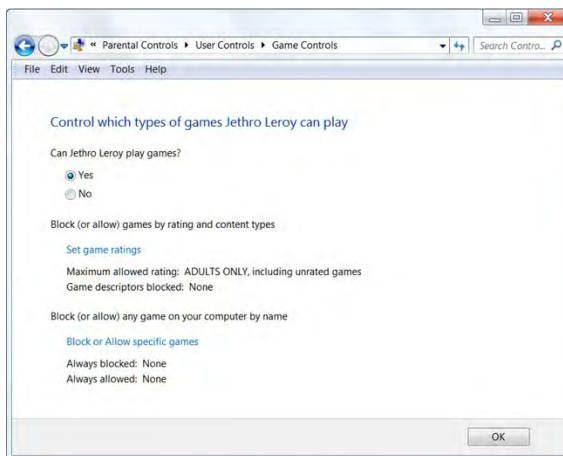 « Parental Controls ▸ User Controls ▸ Game Controls
Search Contro...
File Edit View Tools Help
Control which types of games Jethro Leroy can play
Can Jethro Leroy play games?
Yes
No
Block (or allow) games by rating and content types
Set game ratings
Maximum allowed rating: ADULTS ONLY, including unrated games
Game descriptors blocked: None
Block (or allow) any game on your computer by name
Block or Allow specific games
Always blocked: None
Always allowed: None
OK